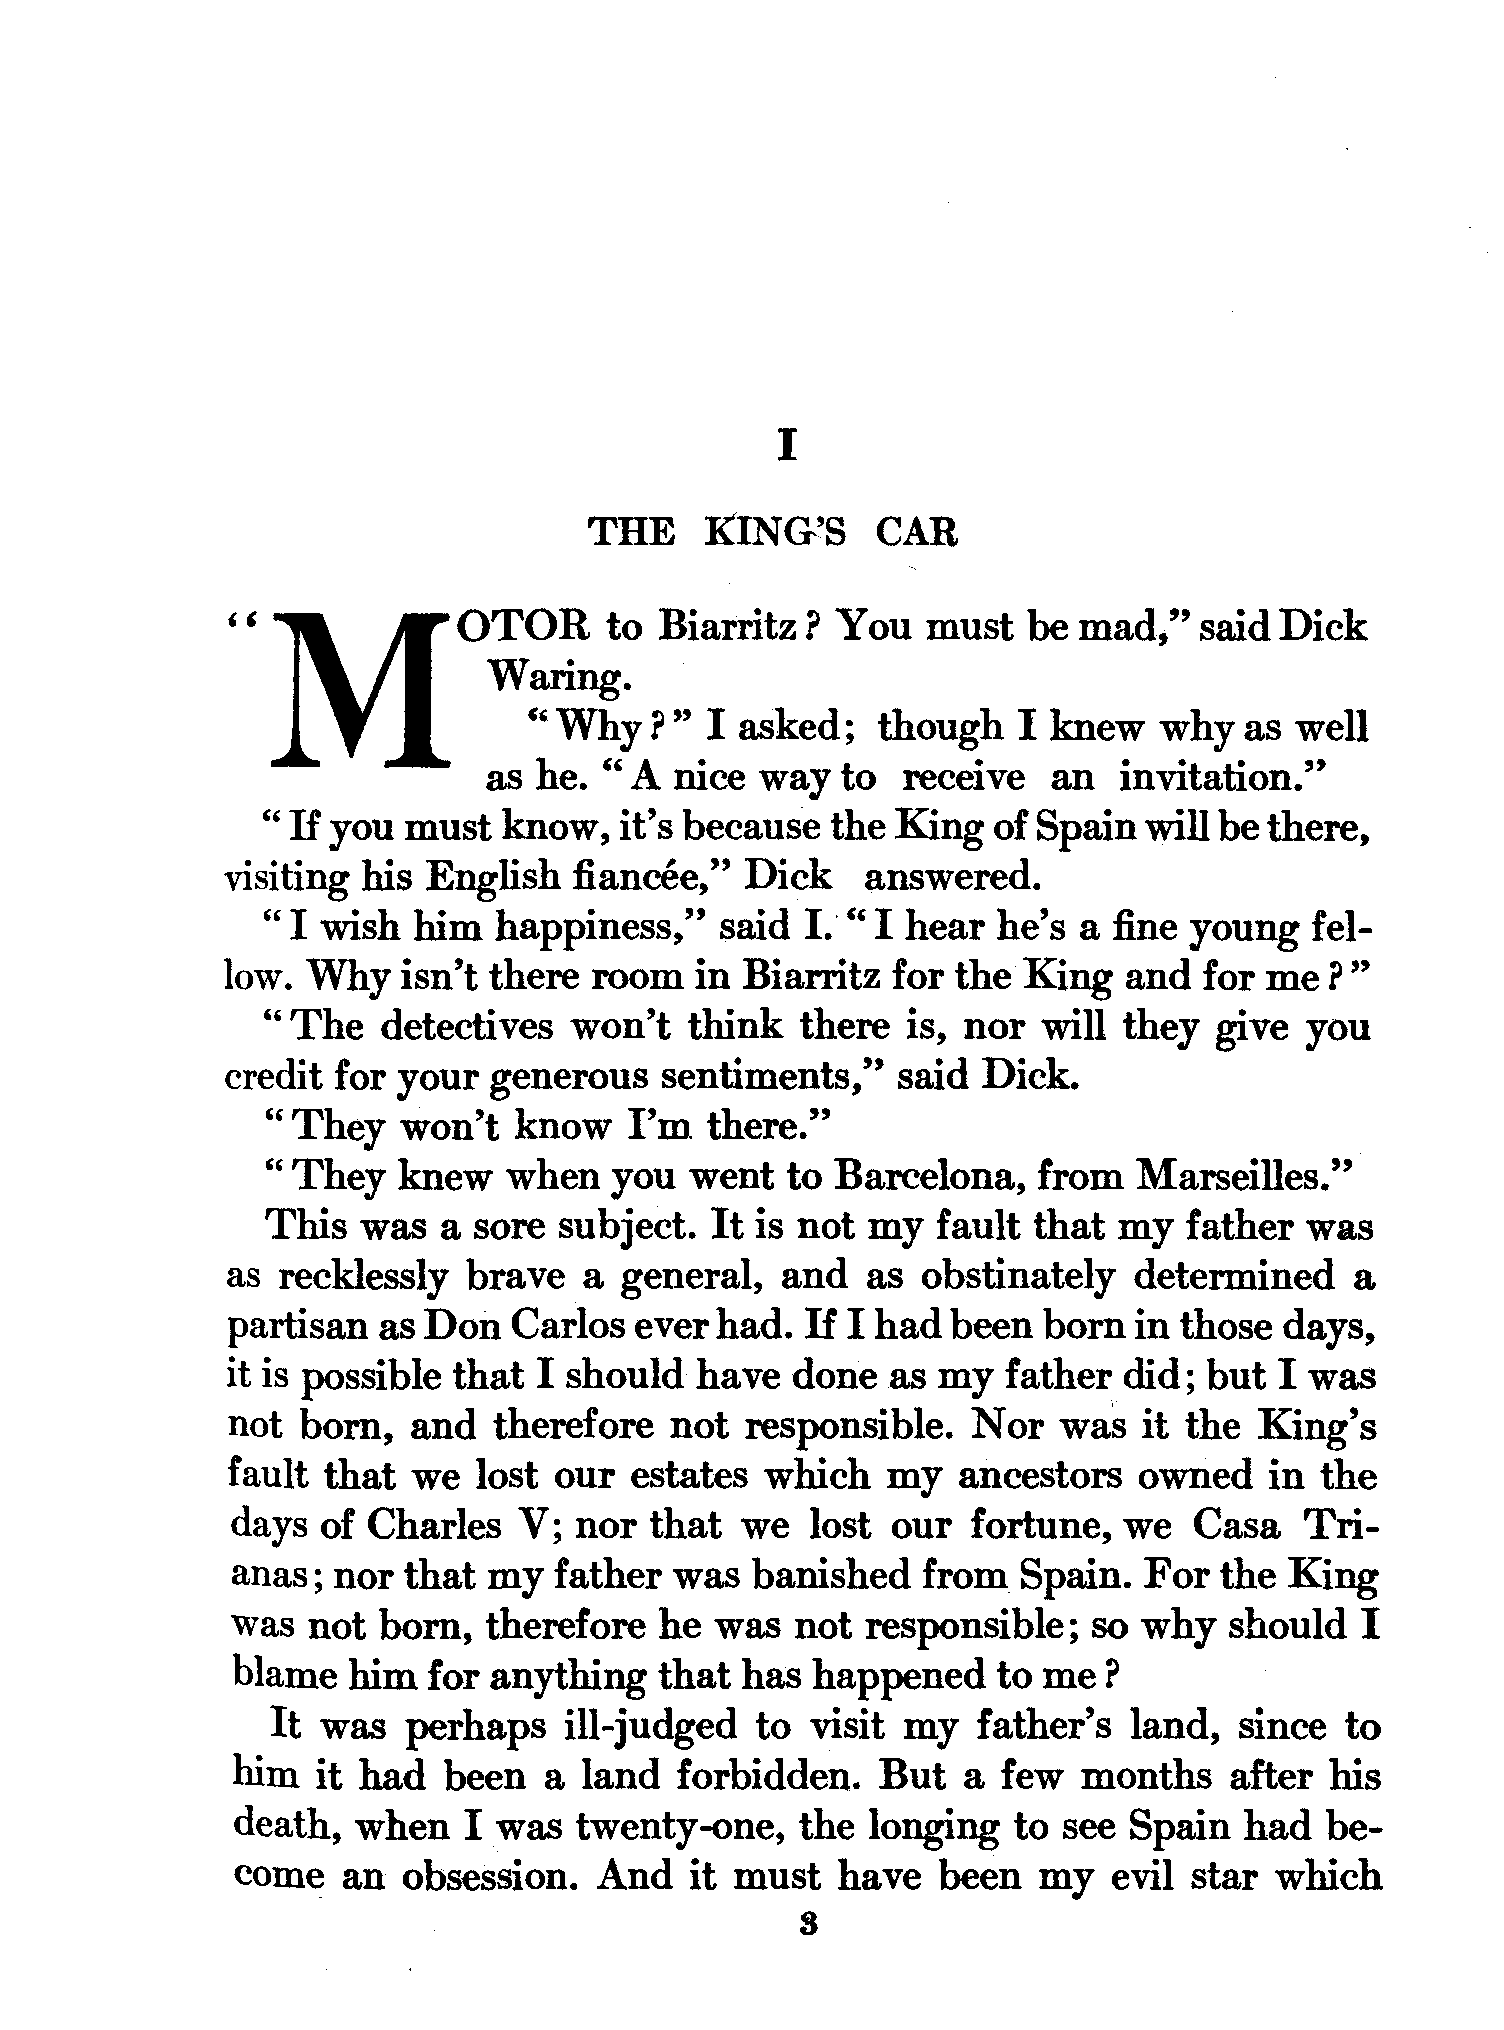 I
THE KING'S CAR
"MOTOR to Biarritz? You must be mad," said Dick
Waring.
"Why?" I asked; though I knew why as well
as he. "A nice way to receive an invitation."
"If you must know, it's because the King of Spain will be there,
visiting his English fiancée," Dick answered.
"I wish him happiness," said I. "I hear he's a fine young fel-
low. Why isn't there room in Biarritz for the King and for me?"
"The detectives won't think there is, nor will they give you
credit for your generous sentiments," said Dick.
"They won't know I'm there."
"They knew when you went to Barcelona, from Marseilles."
This was a sore subject. It is not my fault that my father was
as recklessly brave a general, and as obstinately determined a
partisan as Don Carlos ever had. If I had been born in those days,
it is possible that I should have done as my father did; but I was
not born, and therefore not responsible. Nor was it the King's
fault that we lost our estates which my ancestors owned in the
days of Charles V; nor that we lost our fortune, we Casa Tri-
anas; nor that my father was banished from Spain. For the King
was not born, therefore he was not responsible; so why should I
blame him for anything that has happened to me?
It was perhaps ill-judged to visit my father's land, since to
him it had been a land forbidden. But a few months after his
death, when I was twenty-one, the longing to see Spain had be-
come an obsession. And it must have been my evil star which
3